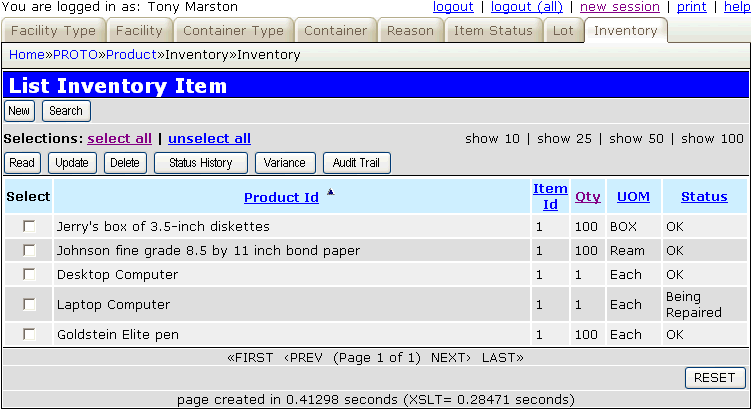 You are logged in as: Tony Marston logout | logout (all) | new session | print | help
Facility Type Facility Container Type Container Reason Item Status Lot Inventory
Home»PROTO»Product»Inventory»Inventory
List Inventory Item
New Search
Selections: select all | unselect all show 10 | show 25 | show 50 | show 100
Read Update Delete Status History Variance Audit Trail
Select Product Id Item Id Qty UOM Status
Jerry's box of 3.5-inch diskettes 1 100 BOX OK
Johnson fine grade 8.5 by 11 inch bond paper 1 100 Ream OK
Desktop Computer 1 1 Each OK
Laptop Computer 1 1 Each Being Repaired
Goldstein Elite pen 1 100 Each OK
«FIRST ‹PREV (Page 1 of 1) NEXT› LAST»
RESET
page created in 0.41298 seconds (XSLT= 0.28471 seconds)